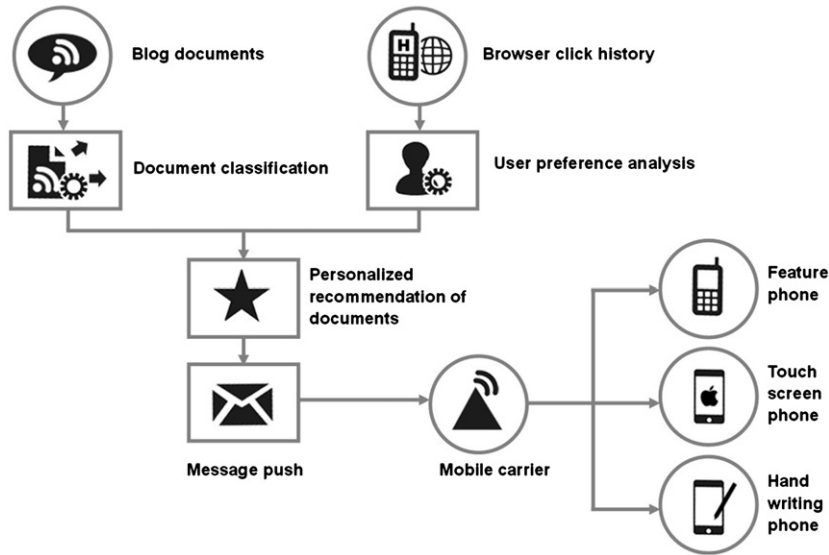 Blog documents
Browser click history
H
Document classification
User preference analysis
Personalized
recommendation of
documents
Feature
phone
Touch
screen
phone
Message push
Mobile carrier
Hand
writing
phone